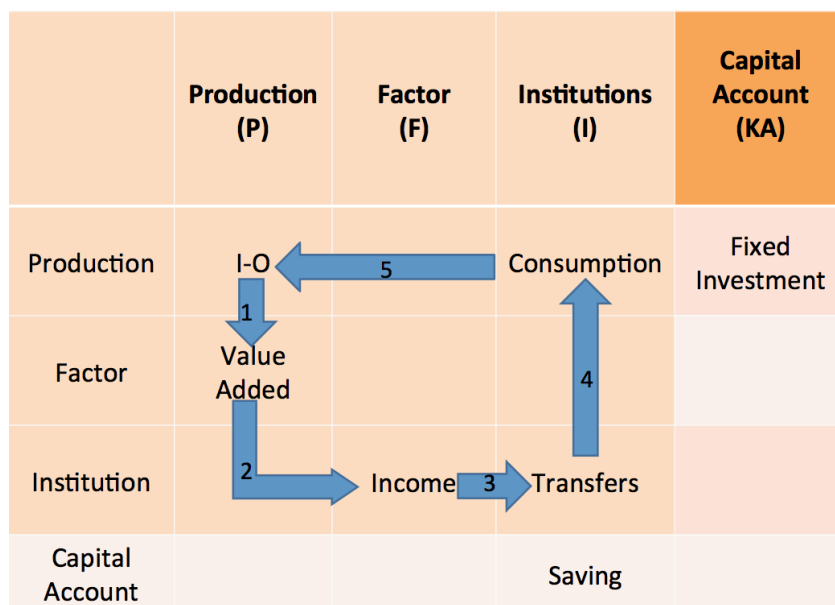 Production
(P)
Factor
(F)
Institutions
(I)
Capital
Account
(KA)
Production
I-O
5
Consumption
Fixed
Investment
1
Factor
Value
Added
4
Institution
2
Income
3
Transfers
Capital
Account
Saving